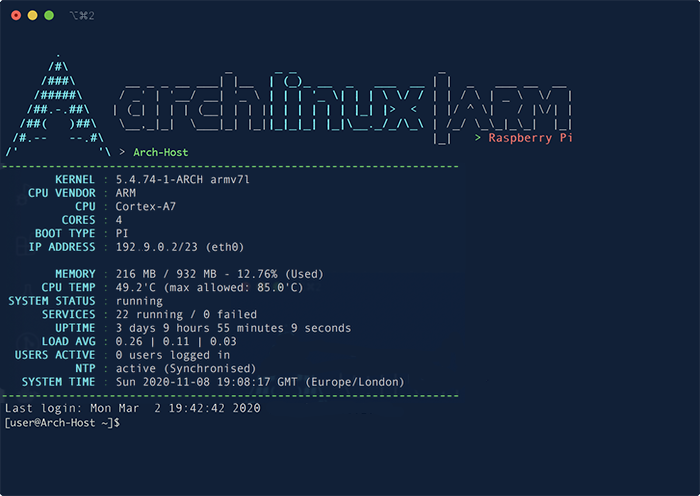 ⌥⌘2
archlinux | ARM
> Raspberry Pi
> Arch-Host
KERNEL : 5.4.74-1-ARCH armv7l
CPU VENDOR : ARM
CPU : Cortex-A7
CORES : 4
BOOT TYPE : PI
IP ADDRESS : 192.9.0.2/23 (eth0)
MEMORY : 216 MB / 932 MB - 12.76% (Used)
CPU TEMP : 49.2'C (max allowed: 85.0'C)
SYSTEM STATUS : running
SERVICES : 22 running / 0 failed
UPTIME : 3 days 9 hours 55 minutes 9 seconds
LOAD AVG : 0.26 | 0.11 | 0.03
USERS ACTIVE : 0 users logged in
NTP : active (Synchronised)
SYSTEM TIME : Sun 2020-11-08 19:08:17 GMT (Europe/London)
Last login: Mon Mar  2 19:42:42 2020
[user@Arch-Host ~]$